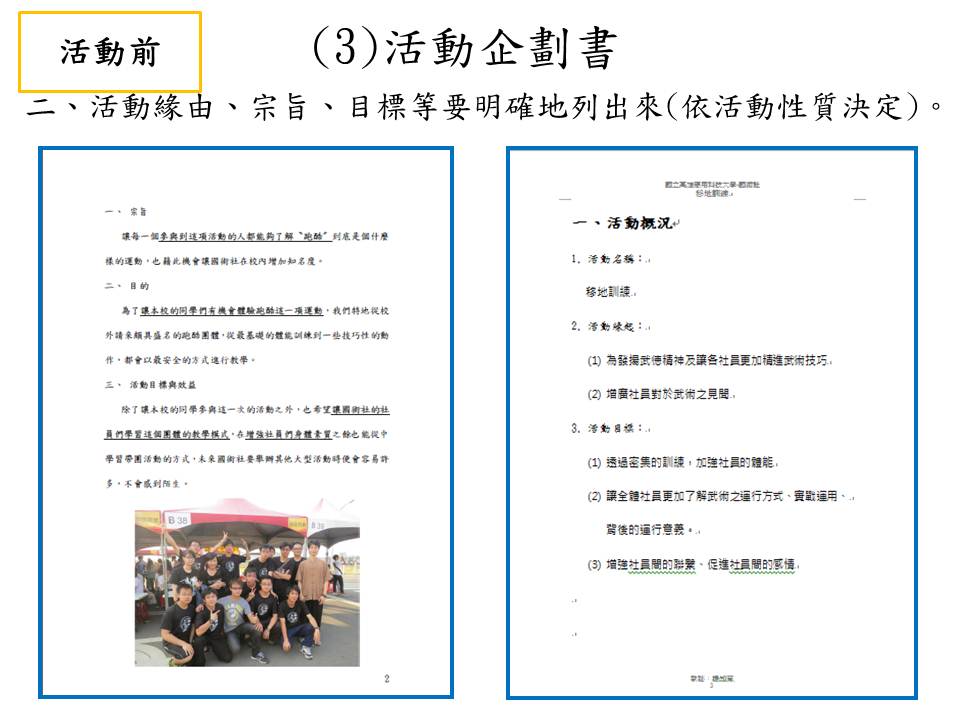 活動前
(3)活動企劃書
二、活動緣由、宗旨、目標等要明確地列出來(依活動性質決定)。
一、 宗旨
讓每一個參與到這項活動的人都能夠了解〝跑酷〞到底是個什麼
樣的運動，也藉此機會讓國術社在校內增加知名度。
二、 目的
為了讓本校的同學們有機會體驗跑酷這一項運動，我們特地從校
外請來頗具盛名的跑酷團體，從最基礎的體能訓練到一些技巧性的動
作，都會以最安全的方式進行教學。
三、 活動目標與效益
除了讓本校的同學參與這一次的活動之外，也希望讓國術社的社
員們學習這個團體的教學模式，在增強社員們身體素質之餘也能從中
學習帶團活動的方式，未來國術社要舉辦其他大型活動時便會容易許
多，不會感到陌生。
B 38
B 39
2
國立高雄應用科技大學-國術社
移地訓練
一、活動概況
1. 活動名稱：
移地訓練
2. 活動緣起：
(1) 為發揚武德精神及讓各社員更加精進武術技巧
(2) 增廣社員對於武術之見聞
3. 活動目標：
(1) 透過密集的訓練，加強社員的體能
(2) 讓全體社員更加了解武術之運行方式、實戰運用、
背後的運行意義。
(3) 增強社員間的聯繫、促進社員間的感情
3